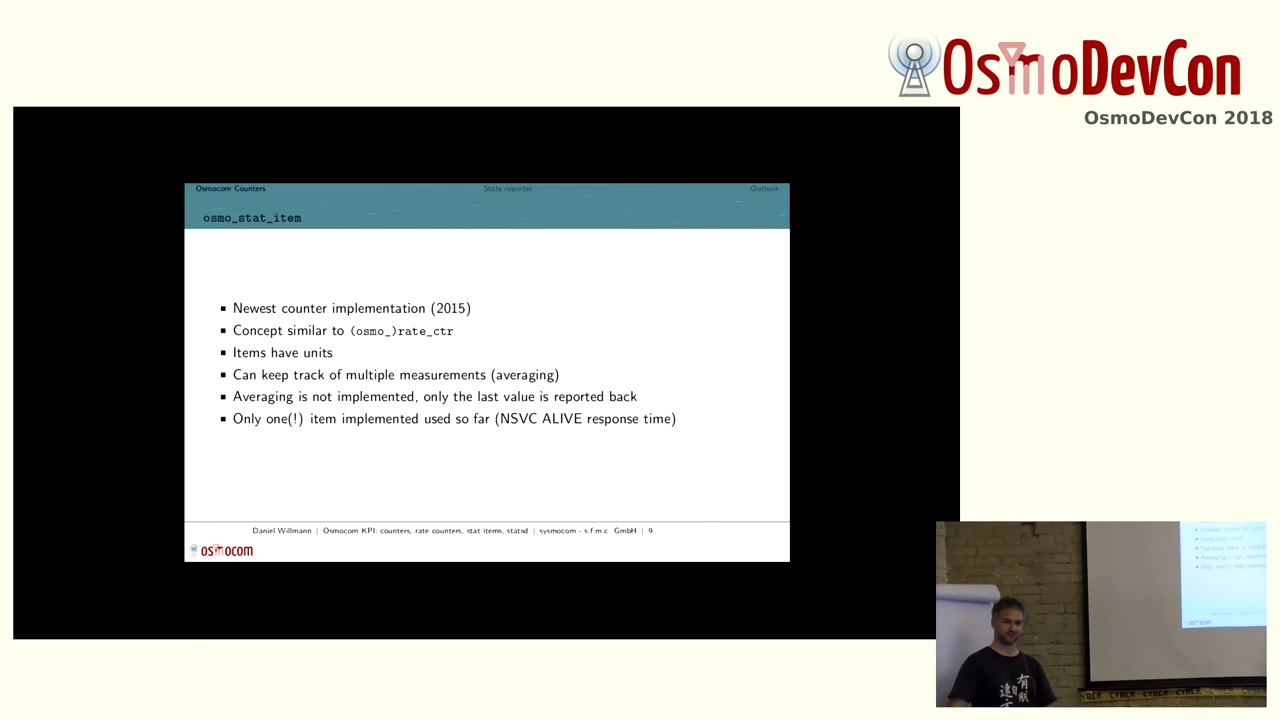 OsmoDevCon
OsmoDevCon 2018
Osmocom Counters
Stats reporter
Outlook
osmo_stat_item
Newest counter implementation (2015)
Concept similar to (osmo_)rate_ctr
Items have units
Can keep track of multiple measurements (averaging)
Averaging is not implemented, only the last value is reported back
Only one(!) item implemented used so far (NSVC ALIVE response time)
Daniel Willmann | Osmocom KPI: counters, rate counters, stat items, statsd | sysmocom - s.f.m.c. GmbH | 9
osmocom
CYBER CYBER CYBER